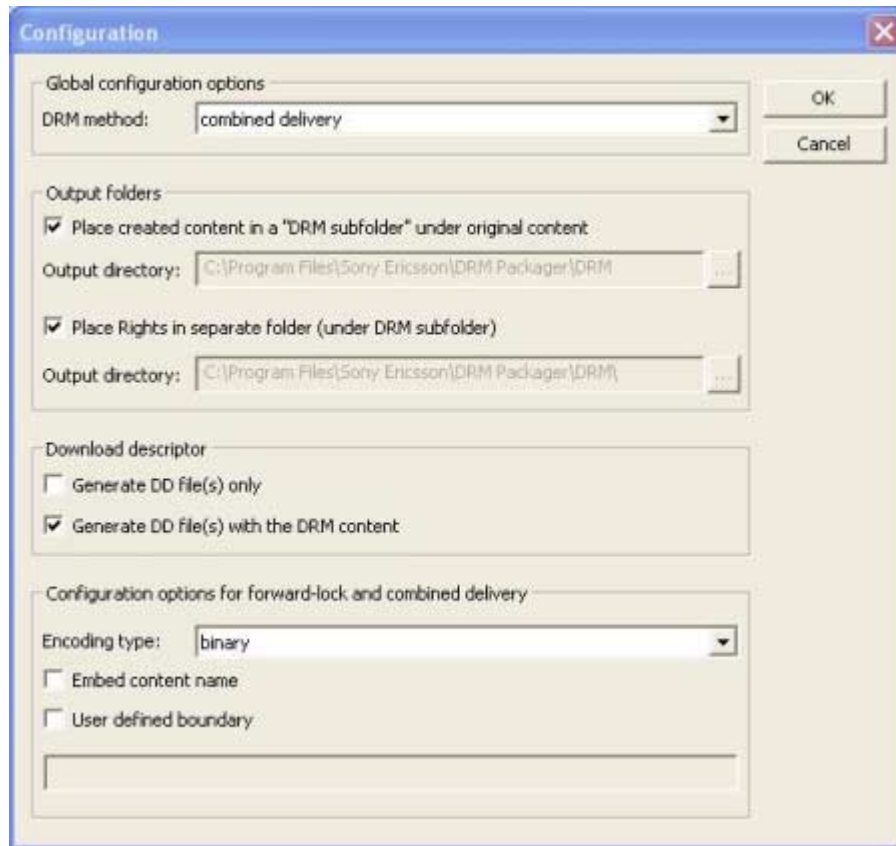 Configuration
Global configuration options
DRM method: combined delivery
OK
Cancel
Output folders
Place created content in a "DRM subfolder" under original content
Output directory: C:\Program Files\Sony Ericsson\DRM Packager\DRM ...
Place Rights in separate folder (under DRM subfolder)
Output directory: C:\Program Files\Sony Ericsson\DRM Packager\DRM\ ...
Download descriptor
Generate DD file(s) only
Generate DD file(s) with the DRM content
Configuration options for forward-lock and combined delivery
Encoding type: binary
Embed content name
User defined boundary